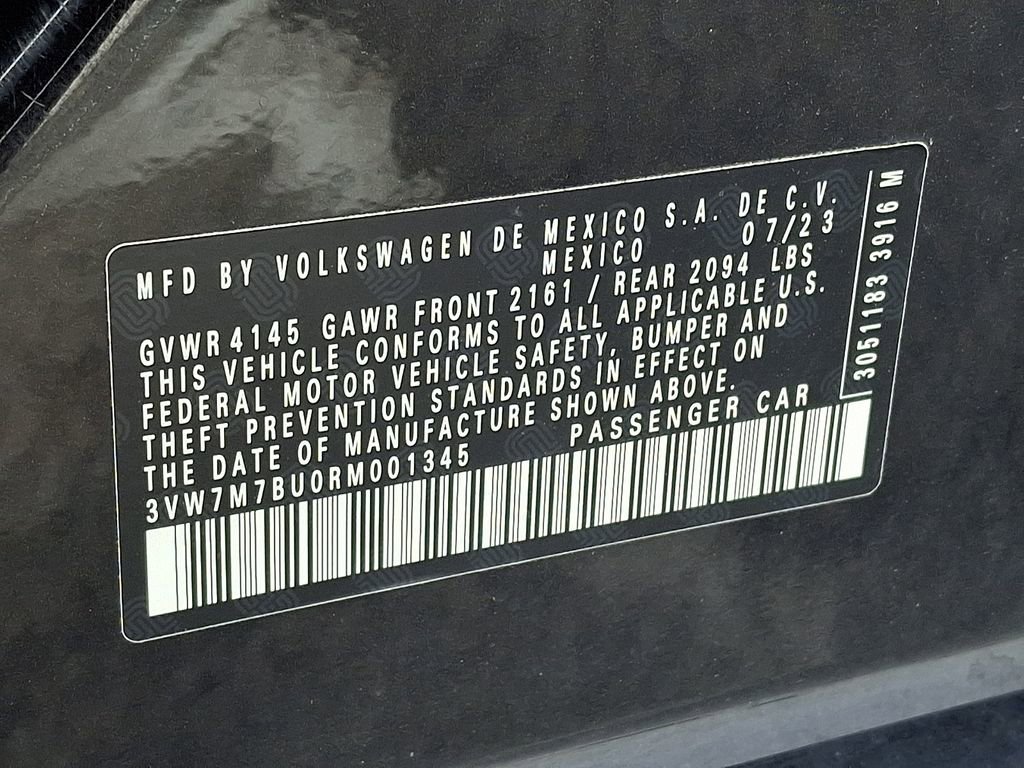 MFD BY VOLKSWAGEN DE MEXICO S.A. DE C.V.
MEXICO 07/23
GVWR 4145 GAWR FRONT 2161 / REAR 2094 LBS
THIS VEHICLE CONFORMS TO ALL APPLICABLE U.S.
FEDERAL MOTOR VEHICLE SAFETY, BUMPER AND
THEFT PREVENTION STANDARDS IN EFFECT ON
THE DATE OF MANUFACTURE SHOWN ABOVE.
3VW7M7BU0RM001345 PASSENGER CAR
3051183 3916 M